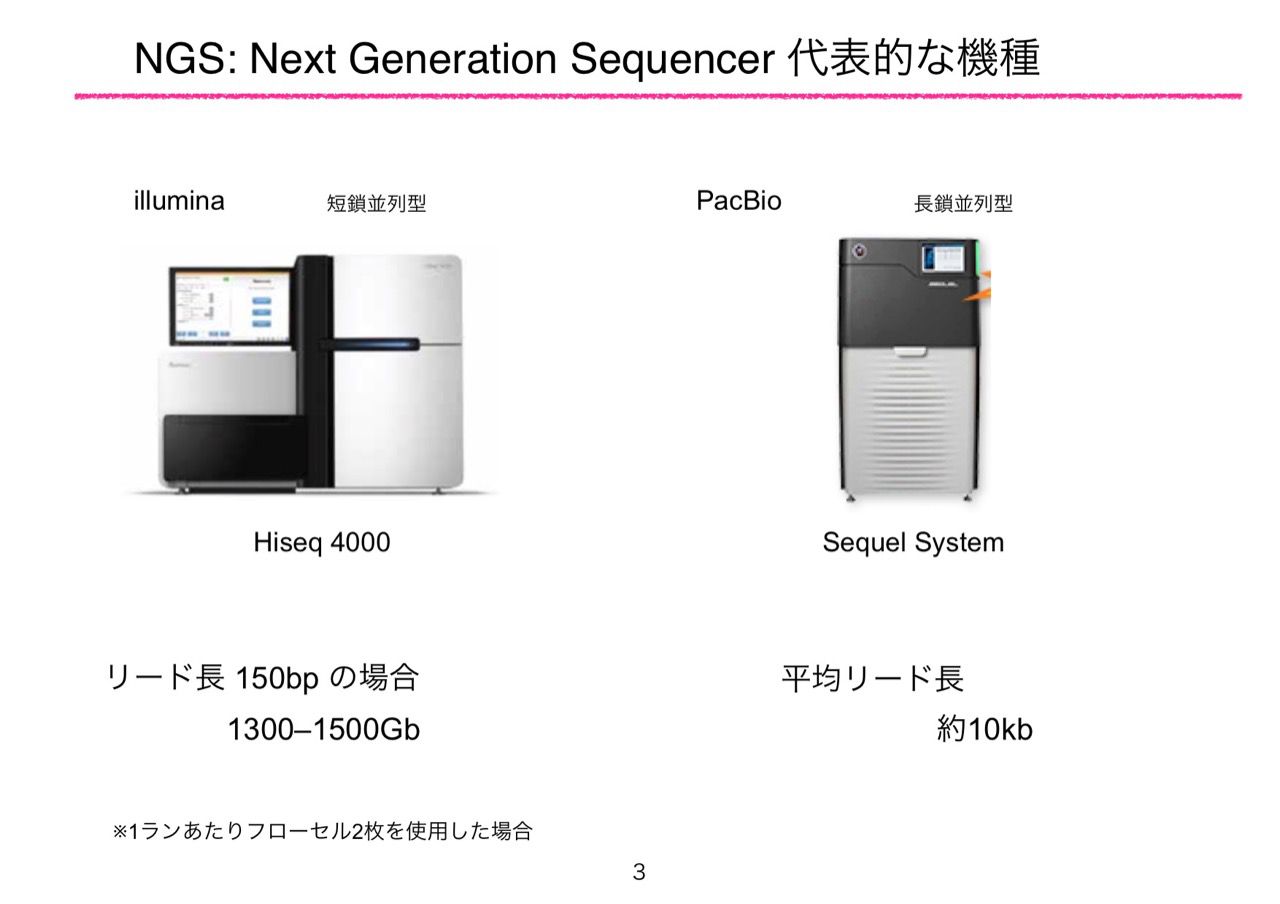 NGS: Next Generation Sequencer 代表的な機種
illumina 短鎖並列型
PacBio 長鎖並列型
Hiseq 4000
Sequel System
リード長 150bp の場合
1300–1500Gb
平均リード長
約10kb
※1ランあたりフローセル2枚を使用した場合
3